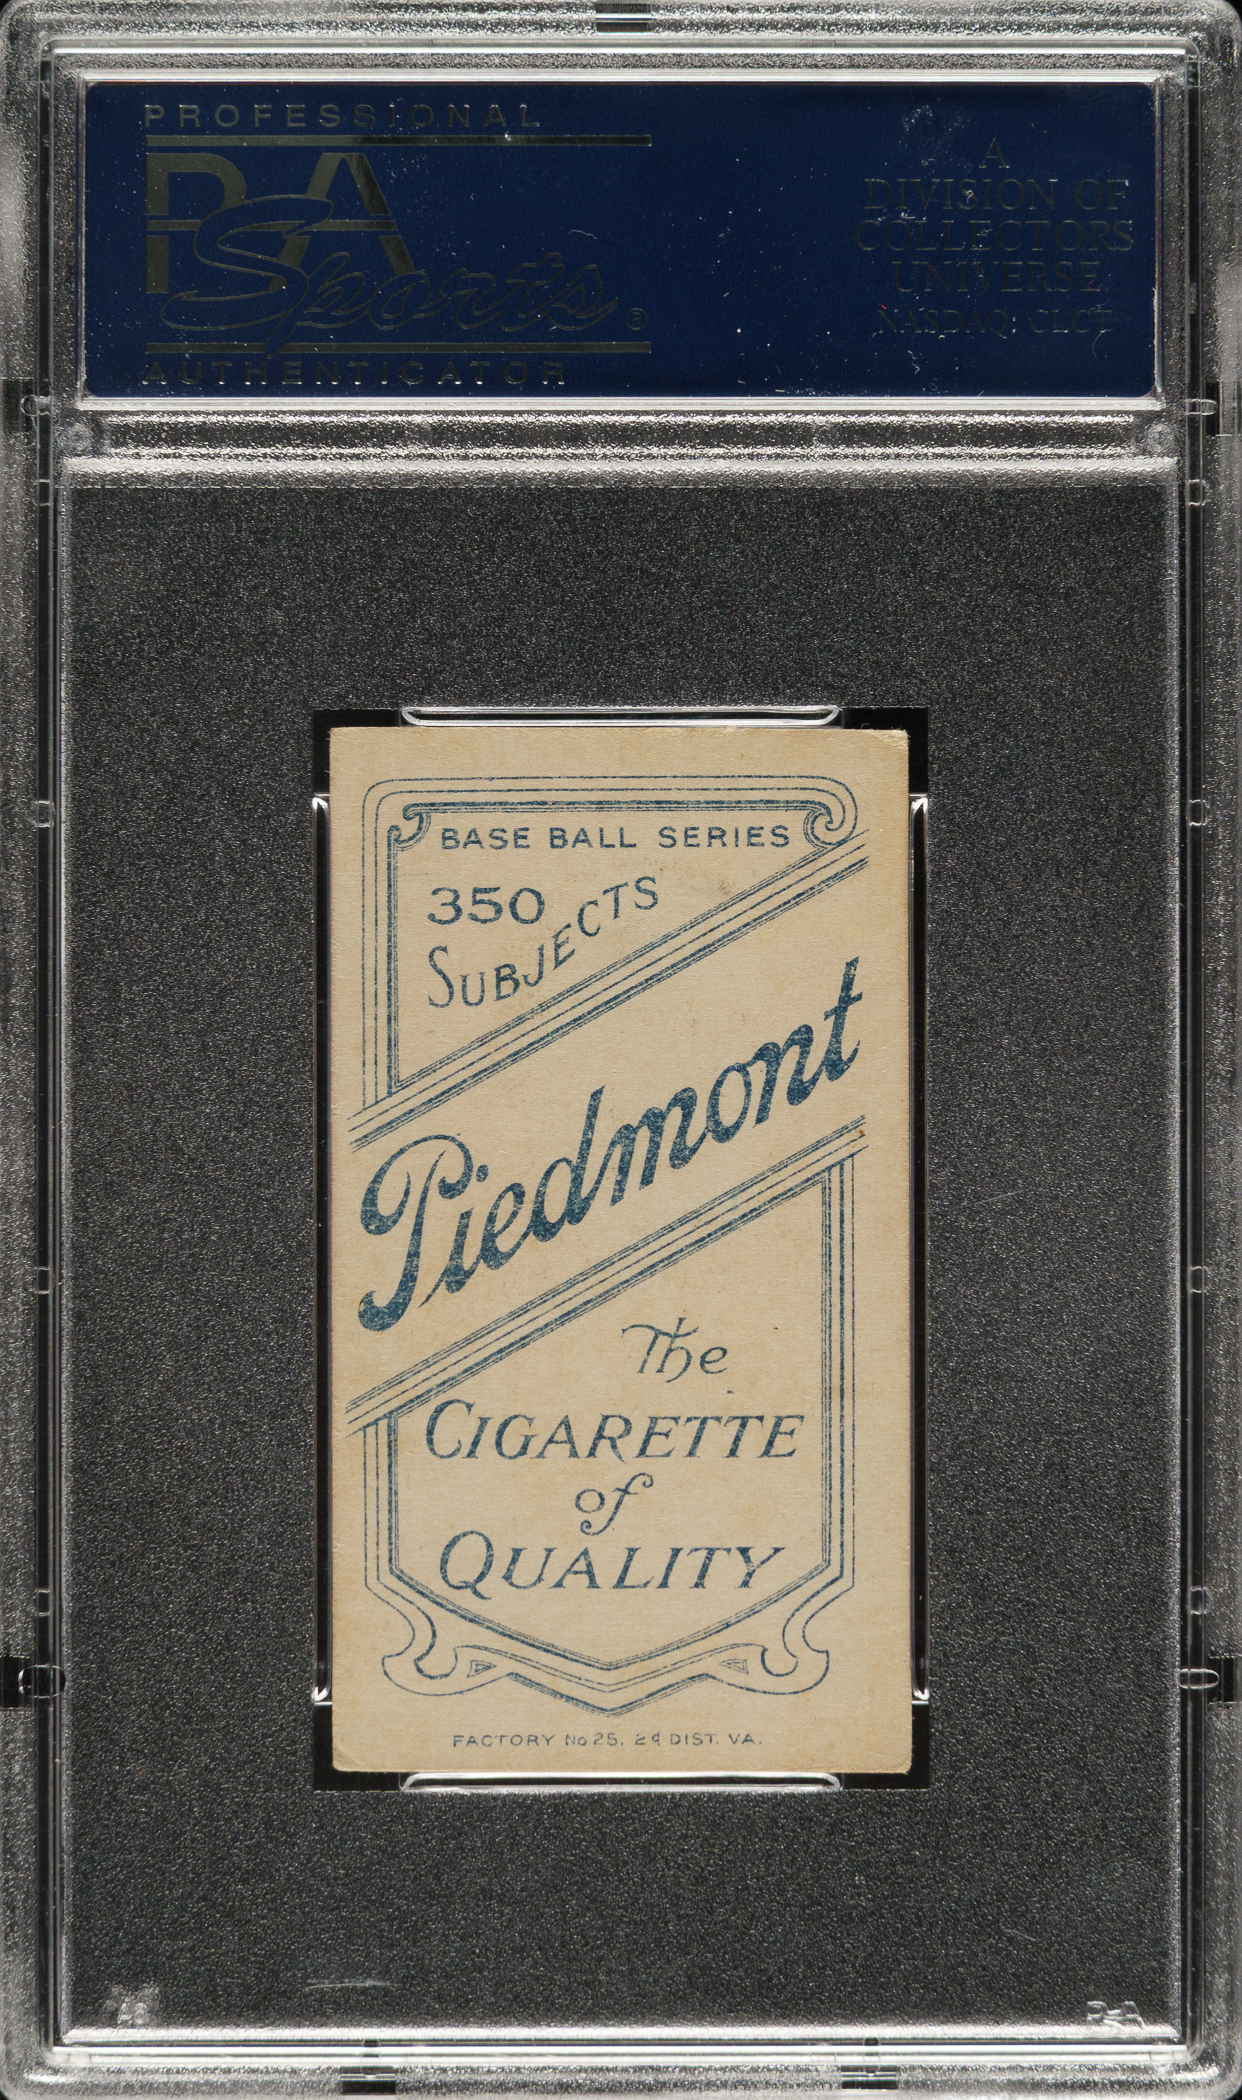 PROFESSIONAL
PSA
Sports®
AUTHENTICATOR
A
DIVISION OF
COLLECTORS
UNIVERSE
NASDAQ: CLCT
BASE BALL SERIES
350
SUBJECTS
Piedmont
The
CIGARETTE
of
QUALITY
FACTORY No. 25. 2d DIST. VA.
PSA